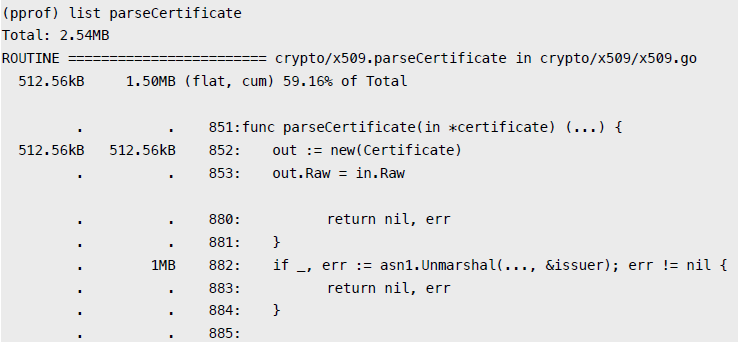 (pprof) list parseCertificate
Total: 2.54MB
ROUTINE ======================== crypto/x509.parseCertificate in crypto/x509/x509.go
  512.56kB     1.50MB (flat, cum) 59.16% of Total
         .          .    851:func parseCertificate(in *certificate) (...) {
  512.56kB   512.56kB    852:    out := new(Certificate)
         .          .    853:    out.Raw = in.Raw
         .          .    880:           return nil, err
         .          .    881:    }
         .        1MB    882:    if _, err := asn1.Unmarshal(..., &issuer); err != nil {
         .          .    883:           return nil, err
         .          .    884:    }
         .          .    885: